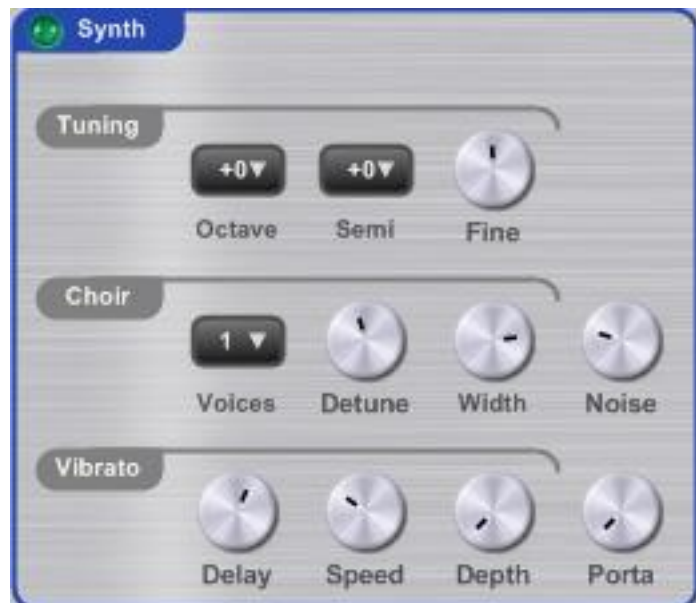 Synth
Tuning
+0▼ +0▼
Octave Semi Fine
Choir
1 ▼
Voices Detune Width Noise
Vibrato
Delay Speed Depth Porta